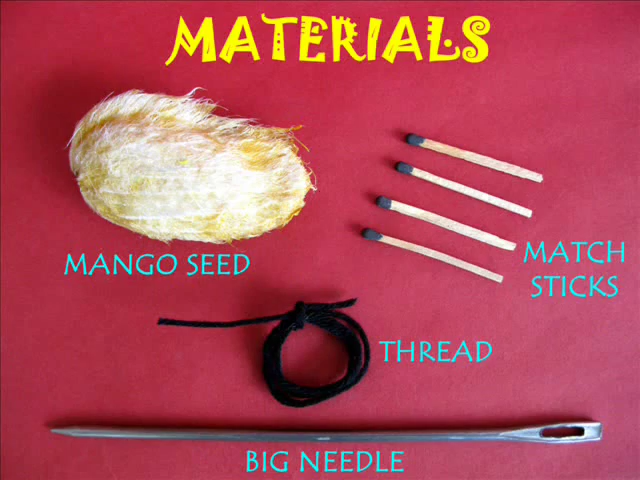 MATERIALS
MANGO SEED
MATCH
STICKS
THREAD
BIG NEEDLE